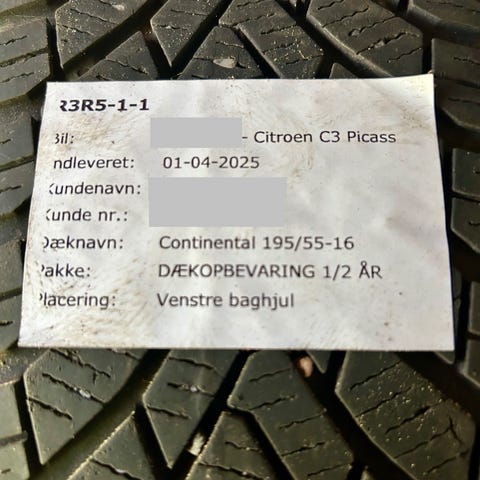 R3R5-1-1
Bil: - Citroen C3 Picass
Indleveret: 01-04-2025
Kundenavn:
Kunde nr.:
Dæknavn: Continental 195/55-16
Pakke: DÆKOPBEVARING 1/2 ÅR
Placering: Venstre baghjul